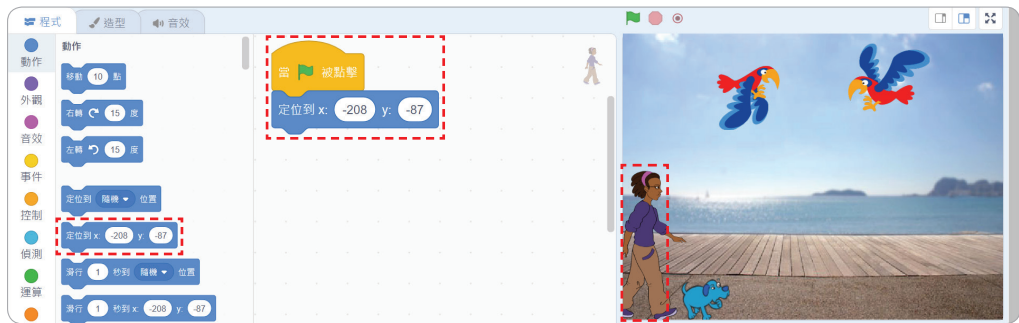 程式 造型 音效
動作
外觀
音效
事件
控制
偵測
運算
動作
移動 10 點
右轉 15 度
左轉 15 度
定位到 隨機 位置
定位到 x: -208 y: -87
滑行 1 秒到 隨機 位置
滑行 1 秒到 x: -208 y: -87
當 被點擊
定位到 x: -208 y: -87